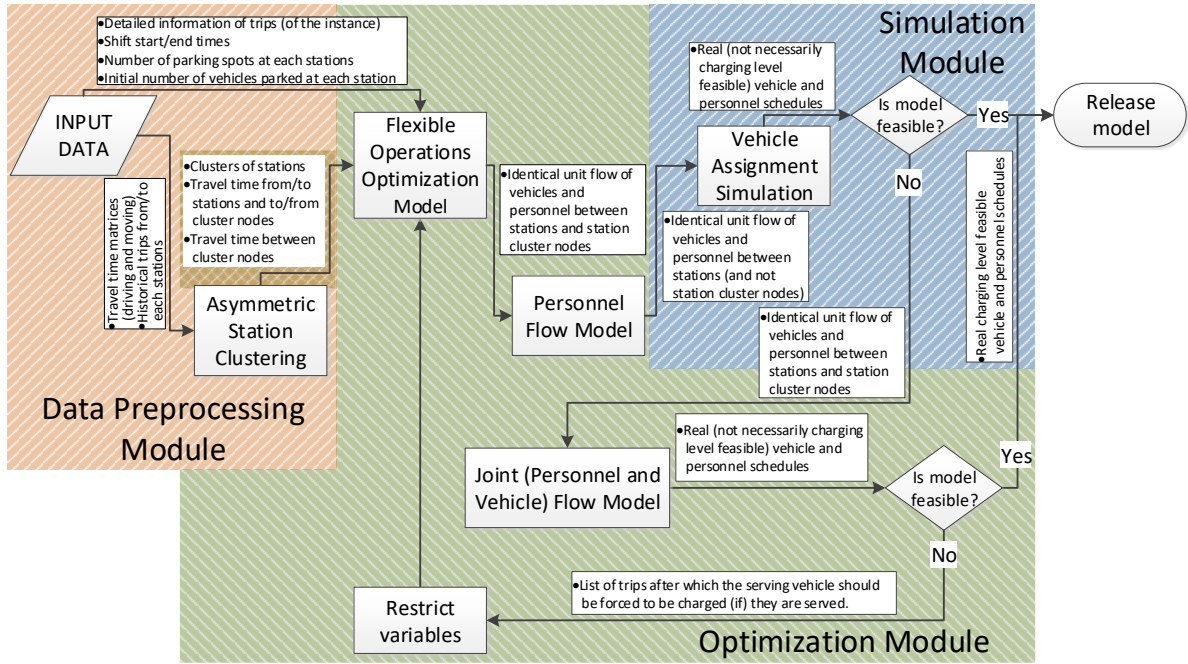 ●Detailed information of trips (of the instance)
●Shift start/end times
●Number of parking spots at each stations
●Initial number of vehicles parked at each station
INPUT
DATA
●Travel time matrices
(driving and moving)
●Historical trips from/to
each stations
●Clusters of stations
●Travel time from/to
stations and to/from
cluster nodes
●Travel time between
cluster nodes
Asymmetric
Station
Clustering
Data Preprocessing
Module
Flexible
Operations
Optimization
Model
●Identical unit flow of
vehicles and
personnel between
stations and station
cluster nodes
Personnel
Flow Model
Simulation
Module
●Real (not necessarily
charging level
feasible) vehicle and
personnel schedules
Vehicle
Assignment
Simulation
●Identical unit flow of
vehicles and
personnel between
stations (and not
station cluster nodes)
Is model
feasible?
Yes
No
Release
model
●Real charging level feasible
vehicle and personnel schedules
●Identical unit flow of
vehicles and
personnel between
stations and station
cluster nodes
Joint (Personnel and
Vehicle) Flow Model
●Real (not necessarily charging
level feasible) vehicle and
personnel schedules
Is model
feasible?
Yes
No
●List of trips after which the serving vehicle should
be forced to be charged (if) they are served.
Restrict
variables
Optimization Module